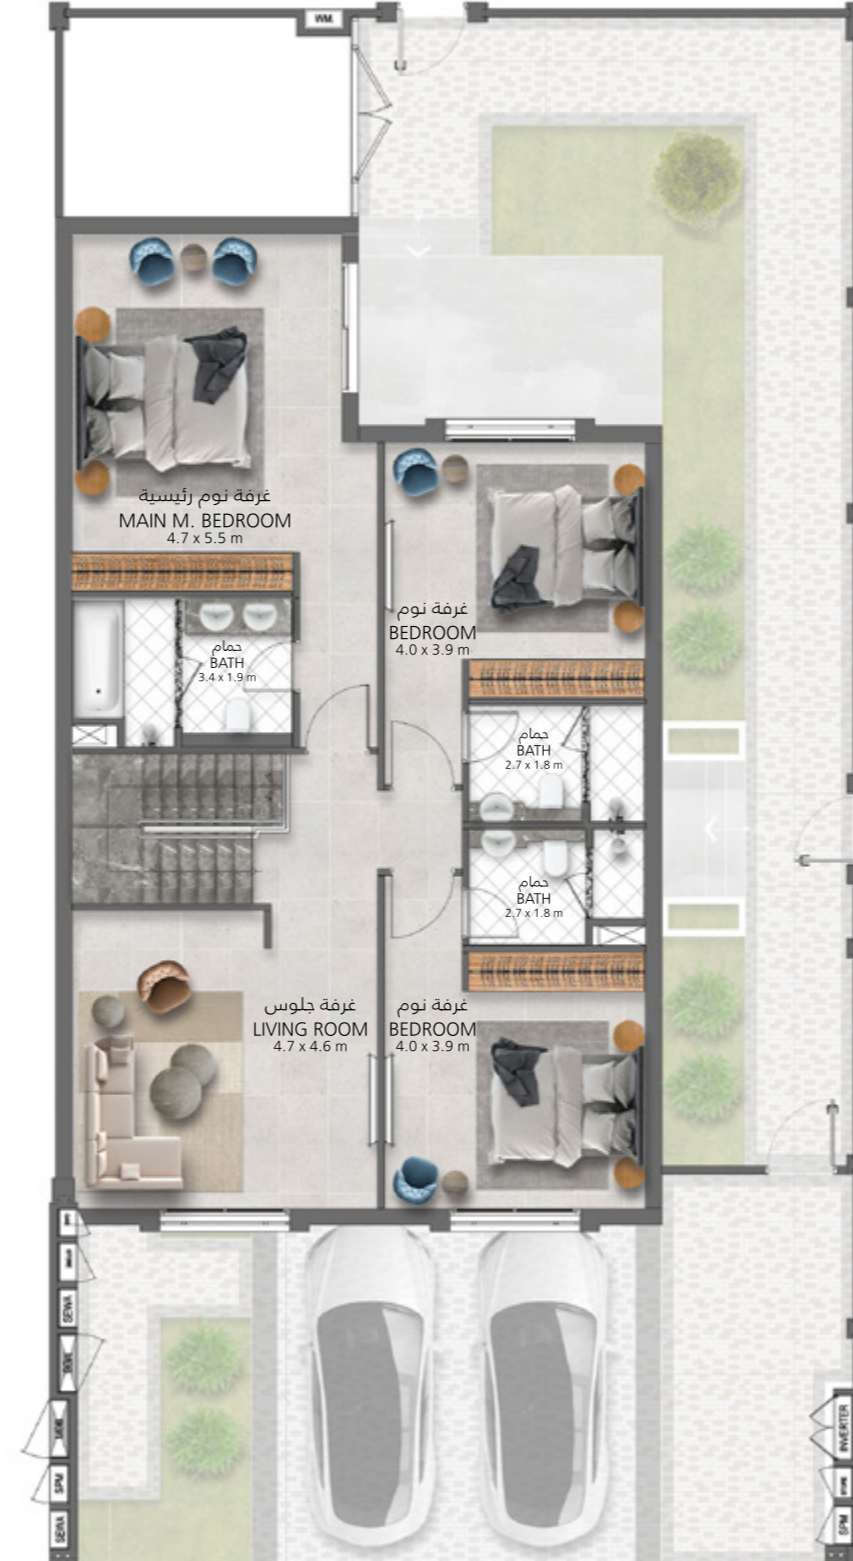 WM.
غرفة نوم رئيسية
MAIN M. BEDROOM
4.7 x 5.5 m
غرفة نوم
BEDROOM
4.0 x 3.9 m
حمام
BATH
3.4 x 1.9 m
حمام
BATH
2.7 x 1.8 m
حمام
BATH
2.7 x 1.8 m
غرفة جلوس
LIVING ROOM
4.7 x 4.6 m
غرفة نوم
BEDROOM
4.0 x 3.9 m
SEWA
SPM
SEWA
INVERTER
SPM